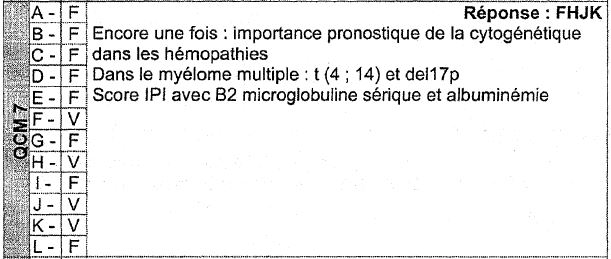 QCM 7
A - F Réponse : FHJK
B - F Encore une fois : importance pronostique de la cytogénétique
C - F dans les hémopathies
D - F Dans le myélome multiple : t (4 ; 14) et del17p
E - F Score IPI avec B2 microglobuline sérique et albuminémie
F - V
G - F
H - V
I - F
J - V
K - V
L - F